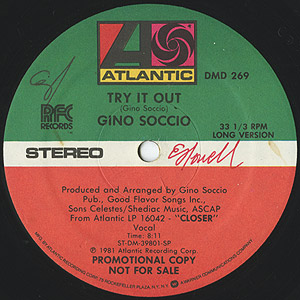 ATLANTIC
DMD 269
TRY IT OUT
(Gino Soccio)
GINO SOCCIO
RFC
RECORDS
33 1/3 RPM
LONG VERSION
STEREO
Produced and Arranged by Gino Soccio
Pub., Good Flavor Songs Inc.,
Sons Celestes/Shediac Music, ASCAP
From Atlantic LP 16042 - "CLOSER"
Vocal
Time: 8:11
ST-DM-39801-SP
℗ 1981 Atlantic Recording Corp.
PROMOTIONAL COPY
NOT FOR SALE